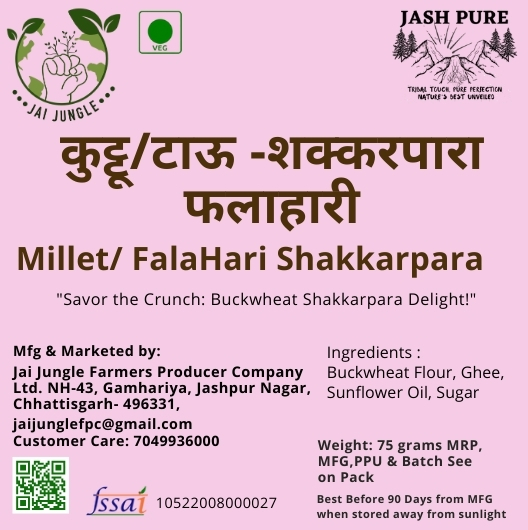 JAI JUNGLE
VEG
JASH PURE
TRIBAL TOUCH, PURE PERFECTION
NATURE'S BEST UNVEILED
कुट्टू/टाऊ -शक्करपारा
फलाहारी
Millet/ FalaHari Shakkarpara
"Savor the Crunch: Buckwheat Shakkarpara Delight!"
Mfg & Marketed by:
Jai Jungle Farmers Producer Company
Ltd. NH-43, Gamhariya, Jashpur Nagar,
Chhattisgarh- 496331,
jaijunglefpc@gmail.com
Customer Care: 7049936000
fssai
10522008000027
Ingredients :
Buckwheat Flour, Ghee,
Sunflower Oil, Sugar
Weight: 75 grams MRP,
MFG,PPU & Batch See
on Pack
Best Before 90 Days from MFG
when stored away from sunlight